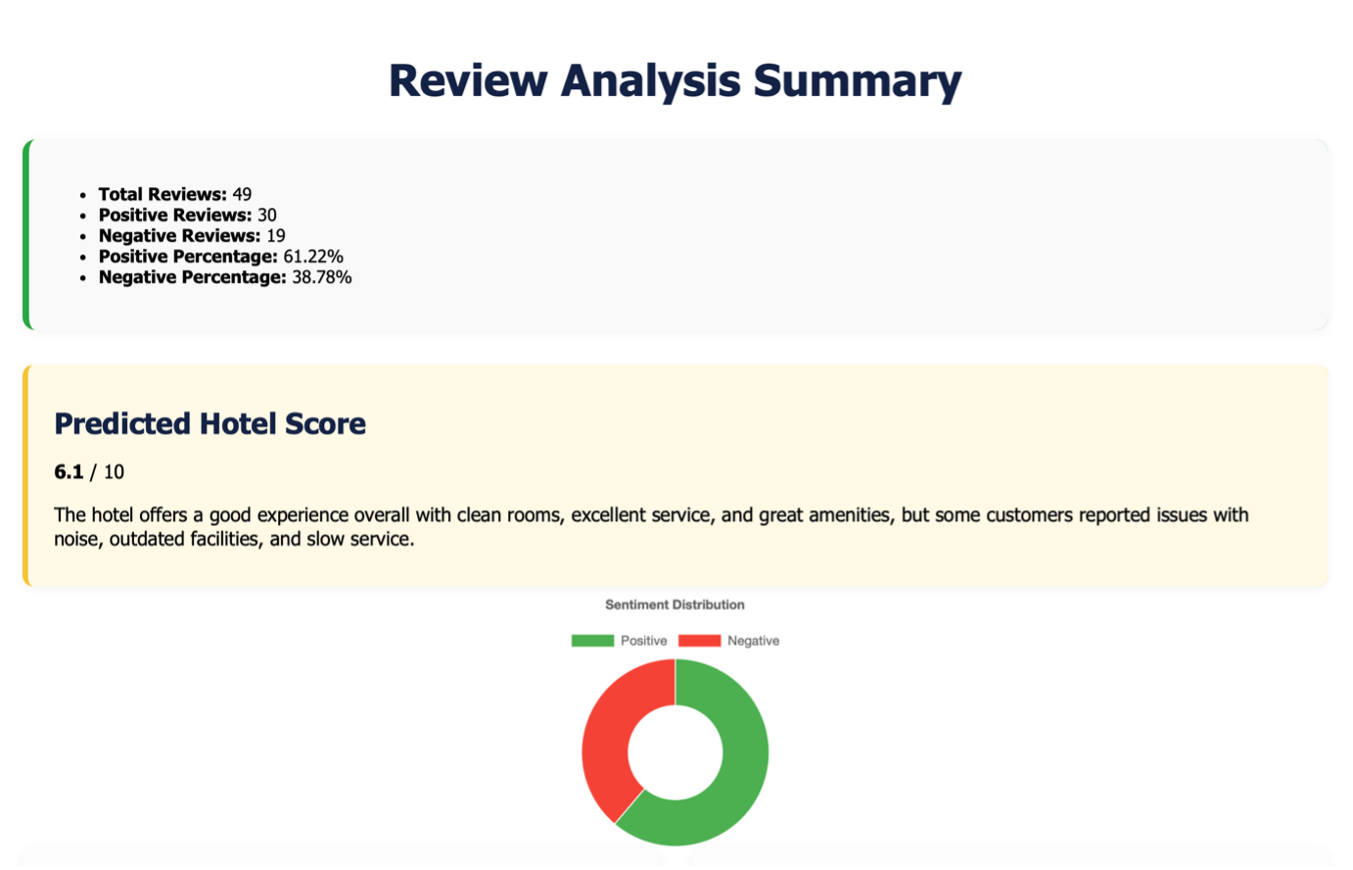 Review Analysis Summary
Total Reviews: 49
Positive Reviews: 30
Negative Reviews: 19
Positive Percentage: 61.22%
Negative Percentage: 38.78%
Predicted Hotel Score
6.1 / 10
The hotel offers a good experience overall with clean rooms, excellent service, and great amenities, but some customers reported issues with
noise, outdated facilities, and slow service.
Sentiment Distribution
Positive Negative